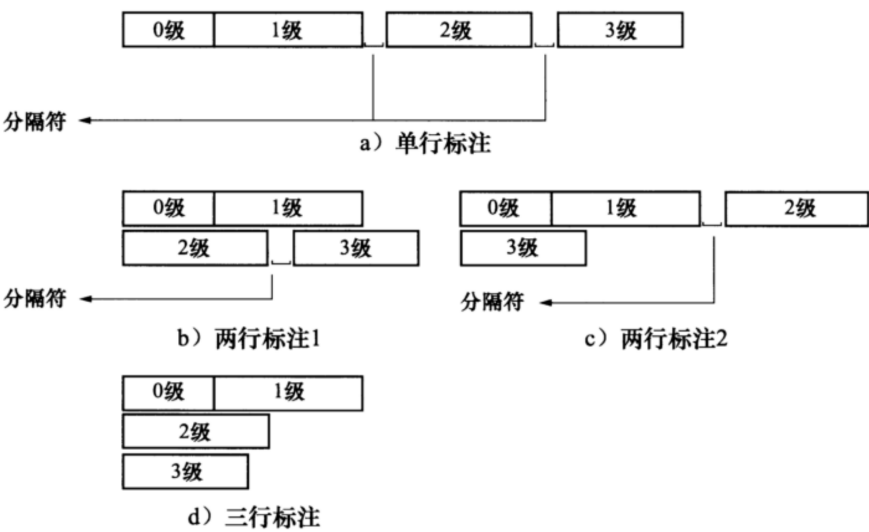 0级 1级 2级 3级
分隔符
a）单行标注
0级 1级
2级 3级
分隔符
b）两行标注1
0级 1级 2级
3级
分隔符
c）两行标注2
0级 1级
2级
3级
d）三行标注